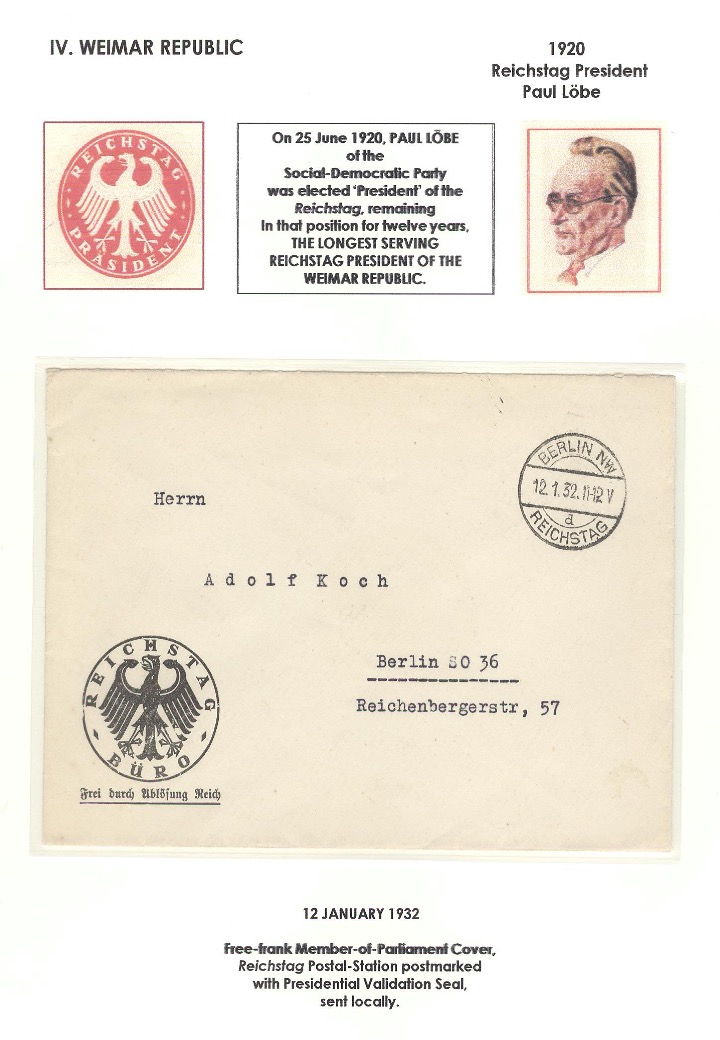 IV. WEIMAR REPUBLIC
1920
Reichstag President
Paul Löbe
REICHSTAG
PRÄSIDENT
On 25 June 1920, PAUL LÖBE
of the
Social-Democratic Party
was elected 'President' of the
Reichstag, remaining
In that position for twelve years,
THE LONGEST SERVING
REICHSTAG PRESIDENT OF THE
WEIMAR REPUBLIC.
BERLIN NW
12.1.32.11-12 V
d
REICHSTAG
Herrn
Adolf Koch
Berlin SO 36
Reichenbergerstr, 57
REICHSTAG
BÜRO
Frei durch Ablösung Reich
12 JANUARY 1932
Free-frank Member-of-Parliament Cover,
Reichstag Postal-Station postmarked
with Presidential Validation Seal,
sent locally.